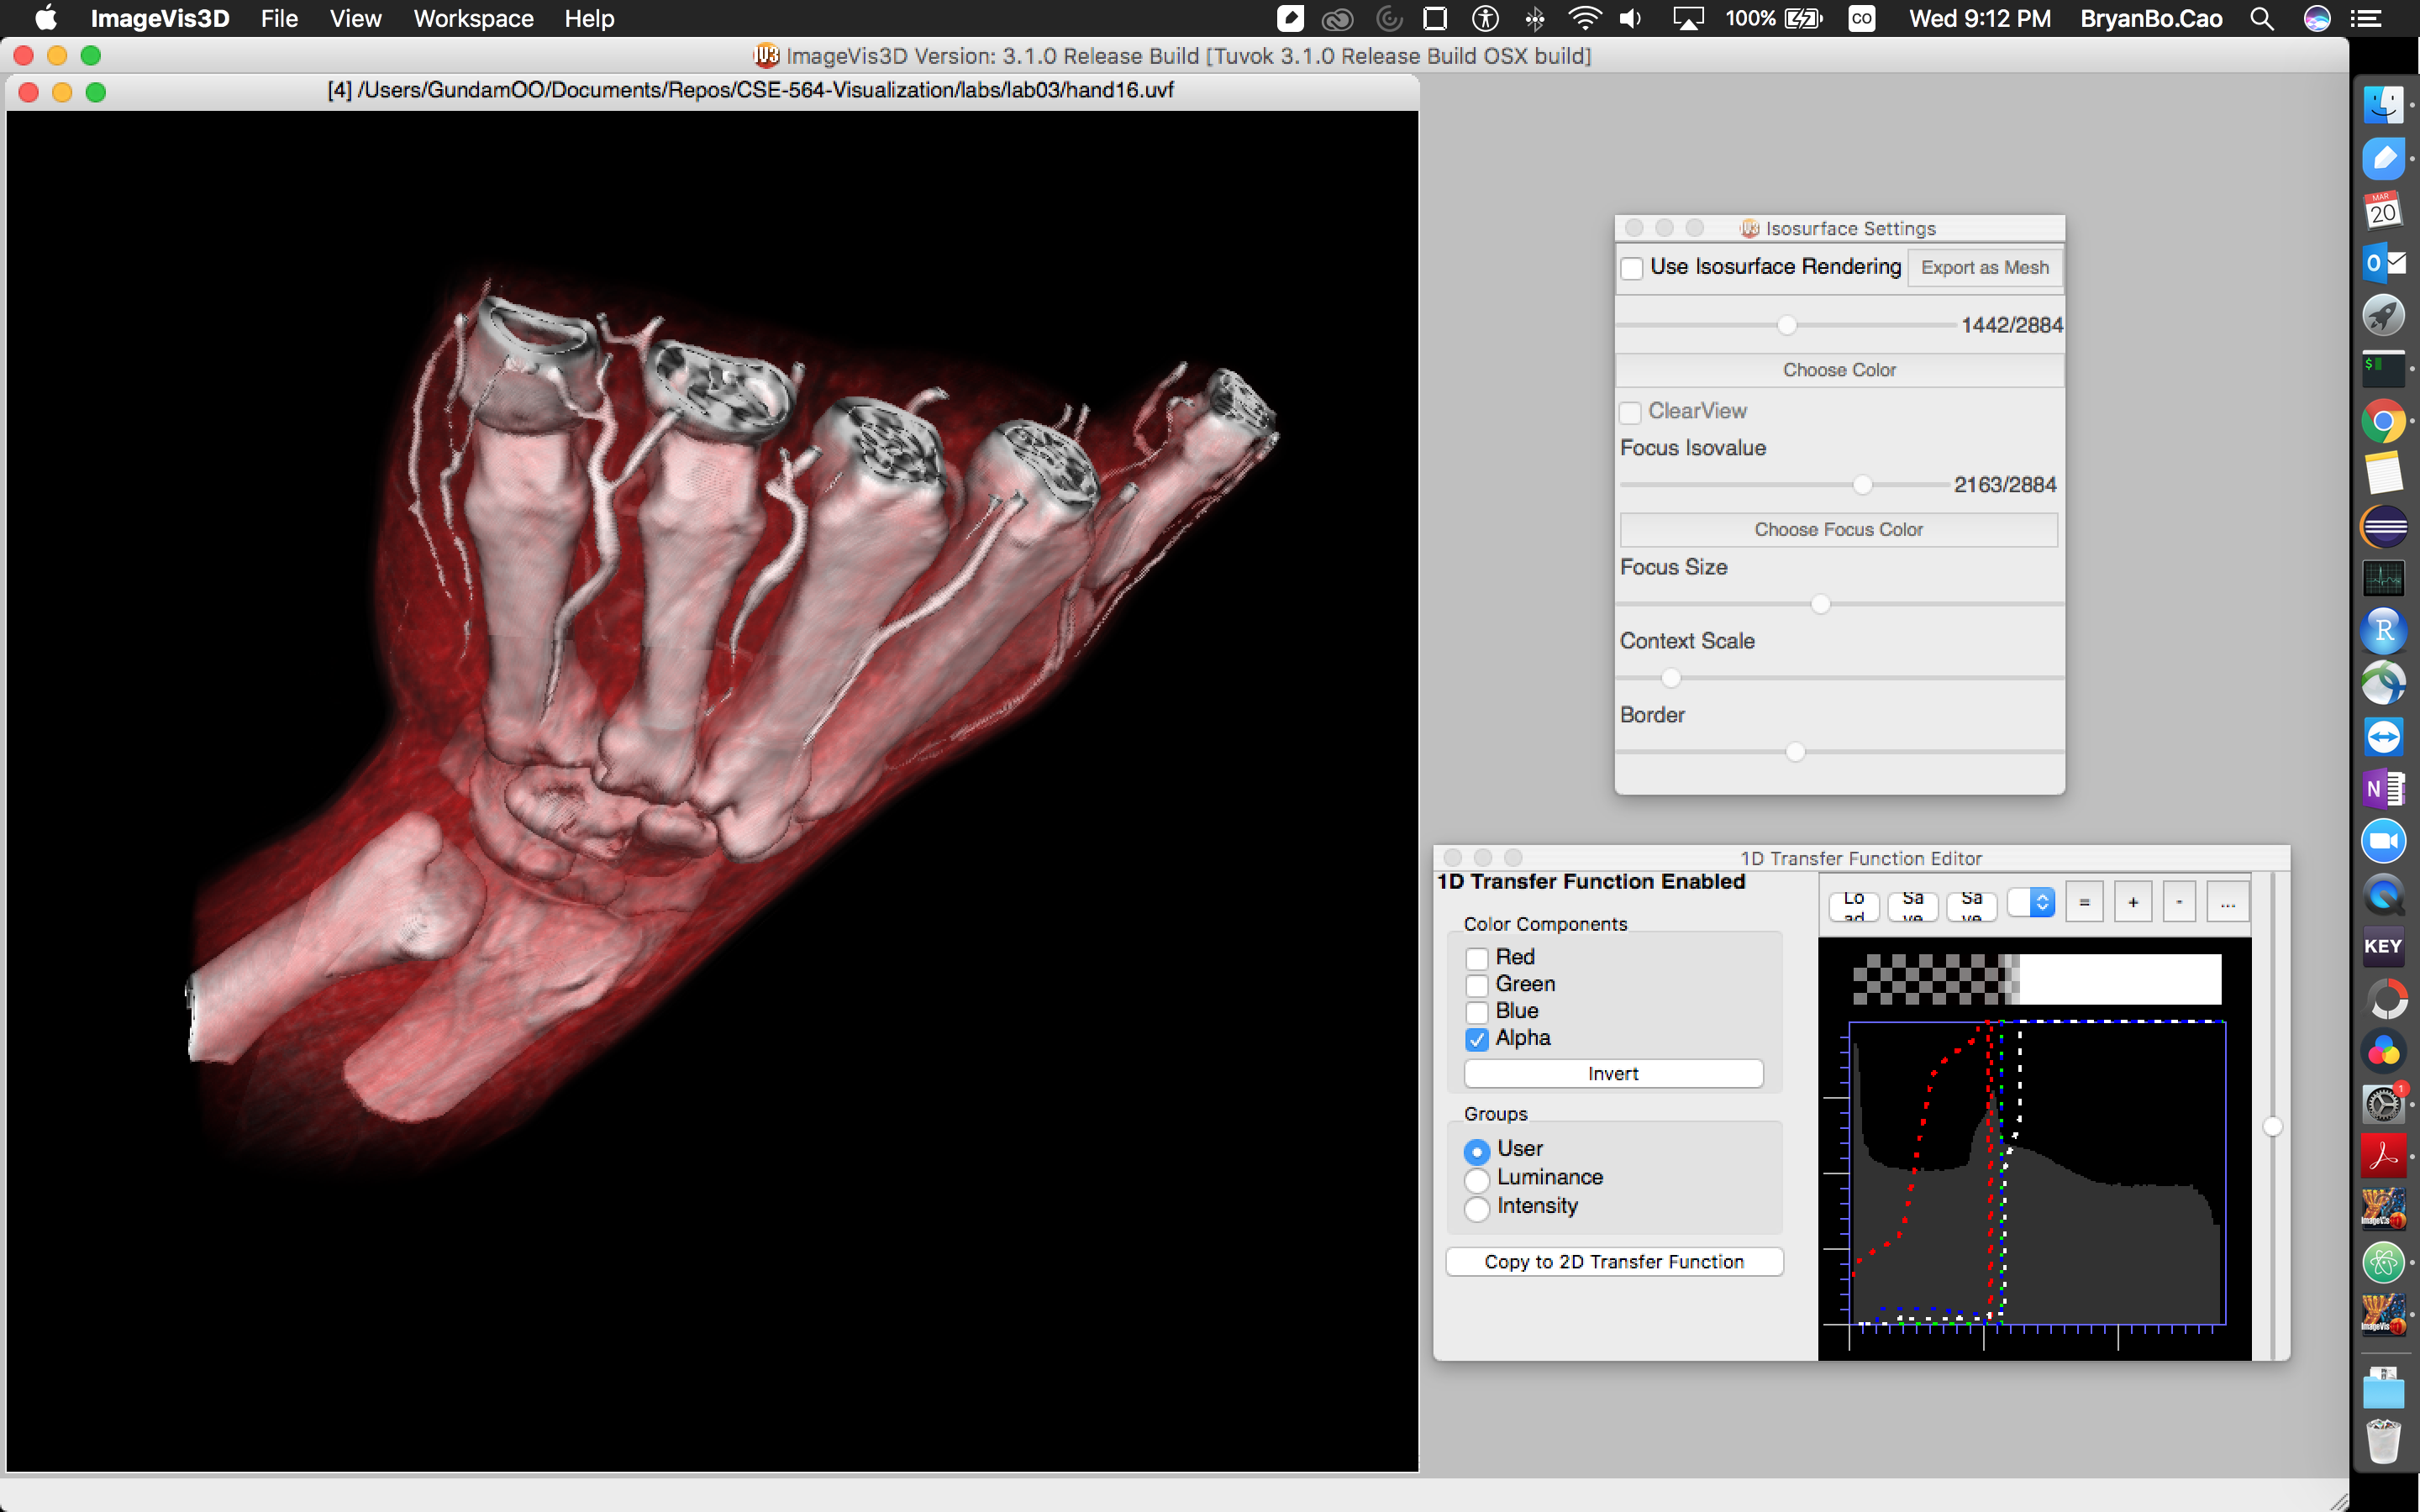 ImageVis3D File View Workspace Help 100% CO Wed 9:12 PM BryanBo.Cao
IV3 ImageVis3D Version: 3.1.0 Release Build [Tuvok 3.1.0 Release Build OSX build]
[4] /Users/GundamOO/Documents/Repos/CSE-564-Visualization/labs/lab03/hand16.uvf
IV3 Isosurface Settings
Use Isosurface Rendering Export as Mesh
1442/2884
Choose Color
ClearView
Focus Isovalue
2163/2884
Choose Focus Color
Focus Size
Context Scale
Border
1D Transfer Function Editor
1D Transfer Function Enabled
Lo
ad
Sa
ve
Sa
ve
= + - ...
Color Components
Red
Green
Blue
Alpha
Invert
Groups
User
Luminance
Intensity
Copy to 2D Transfer Function
MAR
20
O
$
R
N
KEY
1